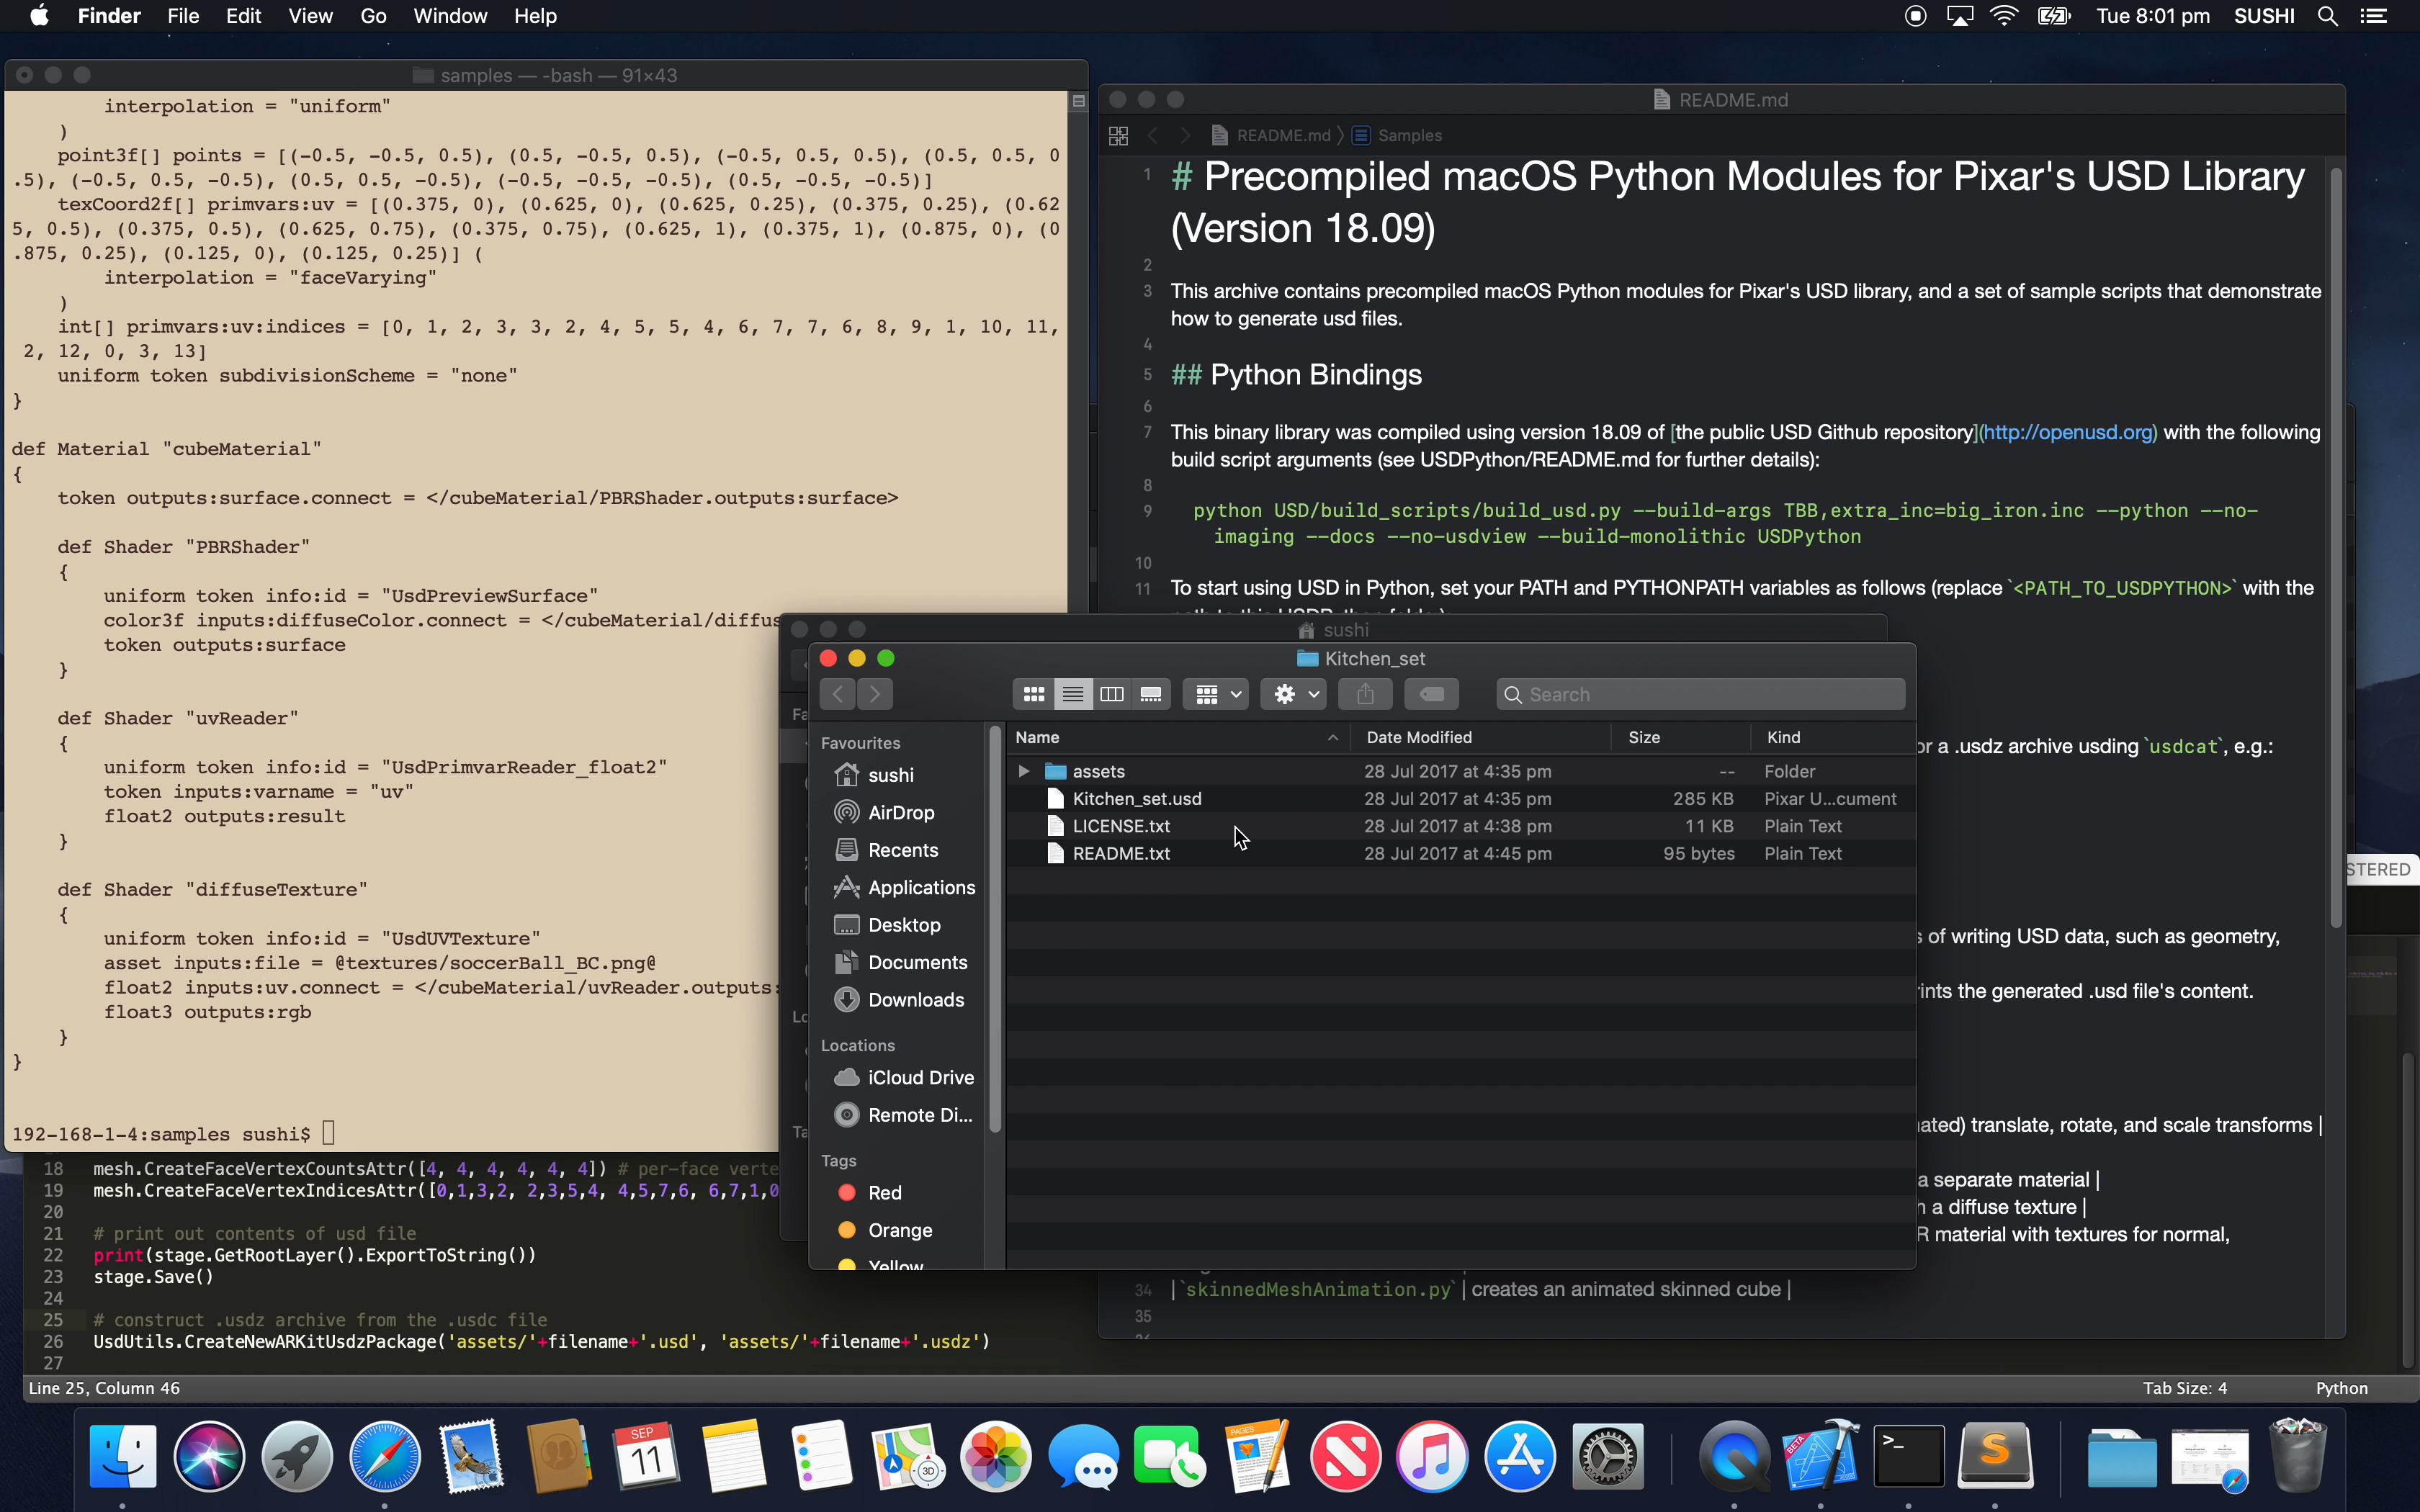 Finder File Edit View Go Window Help
Tue 8:01 pm SUSHI
samples — -bash — 91×43
interpolation = "uniform"
)
point3f[] points = [(-0.5, -0.5, 0.5), (0.5, -0.5, 0.5), (-0.5, 0.5, 0.5), (0.5, 0.5, 0
.5), (-0.5, 0.5, -0.5), (0.5, 0.5, -0.5), (-0.5, -0.5, -0.5), (0.5, -0.5, -0.5)]
texCoord2f[] primvars:uv = [(0.375, 0), (0.625, 0), (0.625, 0.25), (0.375, 0.25), (0.62
5, 0.5), (0.375, 0.5), (0.625, 0.75), (0.375, 0.75), (0.625, 1), (0.375, 1), (0.875, 0), (0
.875, 0.25), (0.125, 0), (0.125, 0.25)] (
interpolation = "faceVarying"
)
int[] primvars:uv:indices = [0, 1, 2, 3, 3, 2, 4, 5, 5, 4, 6, 7, 7, 6, 8, 9, 1, 10, 11,
2, 12, 0, 3, 13]
uniform token subdivisionScheme = "none"
}
def Material "cubeMaterial"
{
token outputs:surface.connect = </cubeMaterial/PBRShader.outputs:surface>
def Shader "PBRShader"
{
uniform token info:id = "UsdPreviewSurface"
color3f inputs:diffuseColor.connect = </cubeMaterial/diffus
token outputs:surface
}
def Shader "uvReader"
{
uniform token info:id = "UsdPrimvarReader_float2"
token inputs:varname = "uv"
float2 outputs:result
}
def Shader "diffuseTexture"
{
uniform token info:id = "UsdUVTexture"
asset inputs:file = @textures/soccerBall_BC.png@
float2 inputs:uv.connect = </cubeMaterial/uvReader.outputs:
float3 outputs:rgb
}
}
192-168-1-4:samples sushi$
README.md
README.md Samples
1 # Precompiled macOS Python Modules for Pixar's USD Library
(Version 18.09)
2
3 This archive contains precompiled macOS Python modules for Pixar's USD library, and a set of sample scripts that demonstrate
how to generate usd files.
4
5 ## Python Bindings
6
7 This binary library was compiled using version 18.09 of [the public USD Github repository](http://openusd.org) with the following
build script arguments (see USDPython/README.md for further details):
8
9 python USD/build_scripts/build_usd.py --build-args TBB,extra_inc=big_iron.inc --python --no-
imaging --docs --no-usdview --build-monolithic USDPython
10
11 To start using USD in Python, set your PATH and PYTHONPATH variables as follows (replace `<PATH_TO_USDPYTHON>` with the
or a .usdz archive usding `usdcat`, e.g.:
STERED
of writing USD data, such as geometry,
ints the generated .usd file's content.
ated) translate, rotate, and scale transforms |
a separate material |
a diffuse texture |
R material with textures for normal,
34 |`skinnedMeshAnimation.py`| creates an animated skinned cube |
35
sushi
Kitchen_set
Search
Favourites
sushi
AirDrop
Recents
Applications
Desktop
Documents
Downloads
Locations
iCloud Drive
Remote Di...
Tags
Red
Orange
Yellow
Name Date Modified Size Kind
assets 28 Jul 2017 at 4:35 pm -- Folder
Kitchen_set.usd 28 Jul 2017 at 4:35 pm 285 KB Pixar U...cument
LICENSE.txt 28 Jul 2017 at 4:38 pm 11 KB Plain Text
README.txt 28 Jul 2017 at 4:45 pm 95 bytes Plain Text
18 mesh.CreateFaceVertexCountsAttr([4, 4, 4, 4, 4, 4]) # per-face verte
19 mesh.CreateFaceVertexIndicesAttr([0,1,3,2, 2,3,5,4, 4,5,7,6, 6,7,1,0
20
21 # print out contents of usd file
22 print(stage.GetRootLayer().ExportToString())
23 stage.Save()
24
25 # construct .usdz archive from the .usdc file
26 UsdUtils.CreateNewARKitUsdzPackage('assets/'+filename+'.usd', 'assets/'+filename+'.usdz')
27
Line 25, Column 46
Tab Size: 4 Python
SEP
11
3D
PAGES
BETA
>_
S